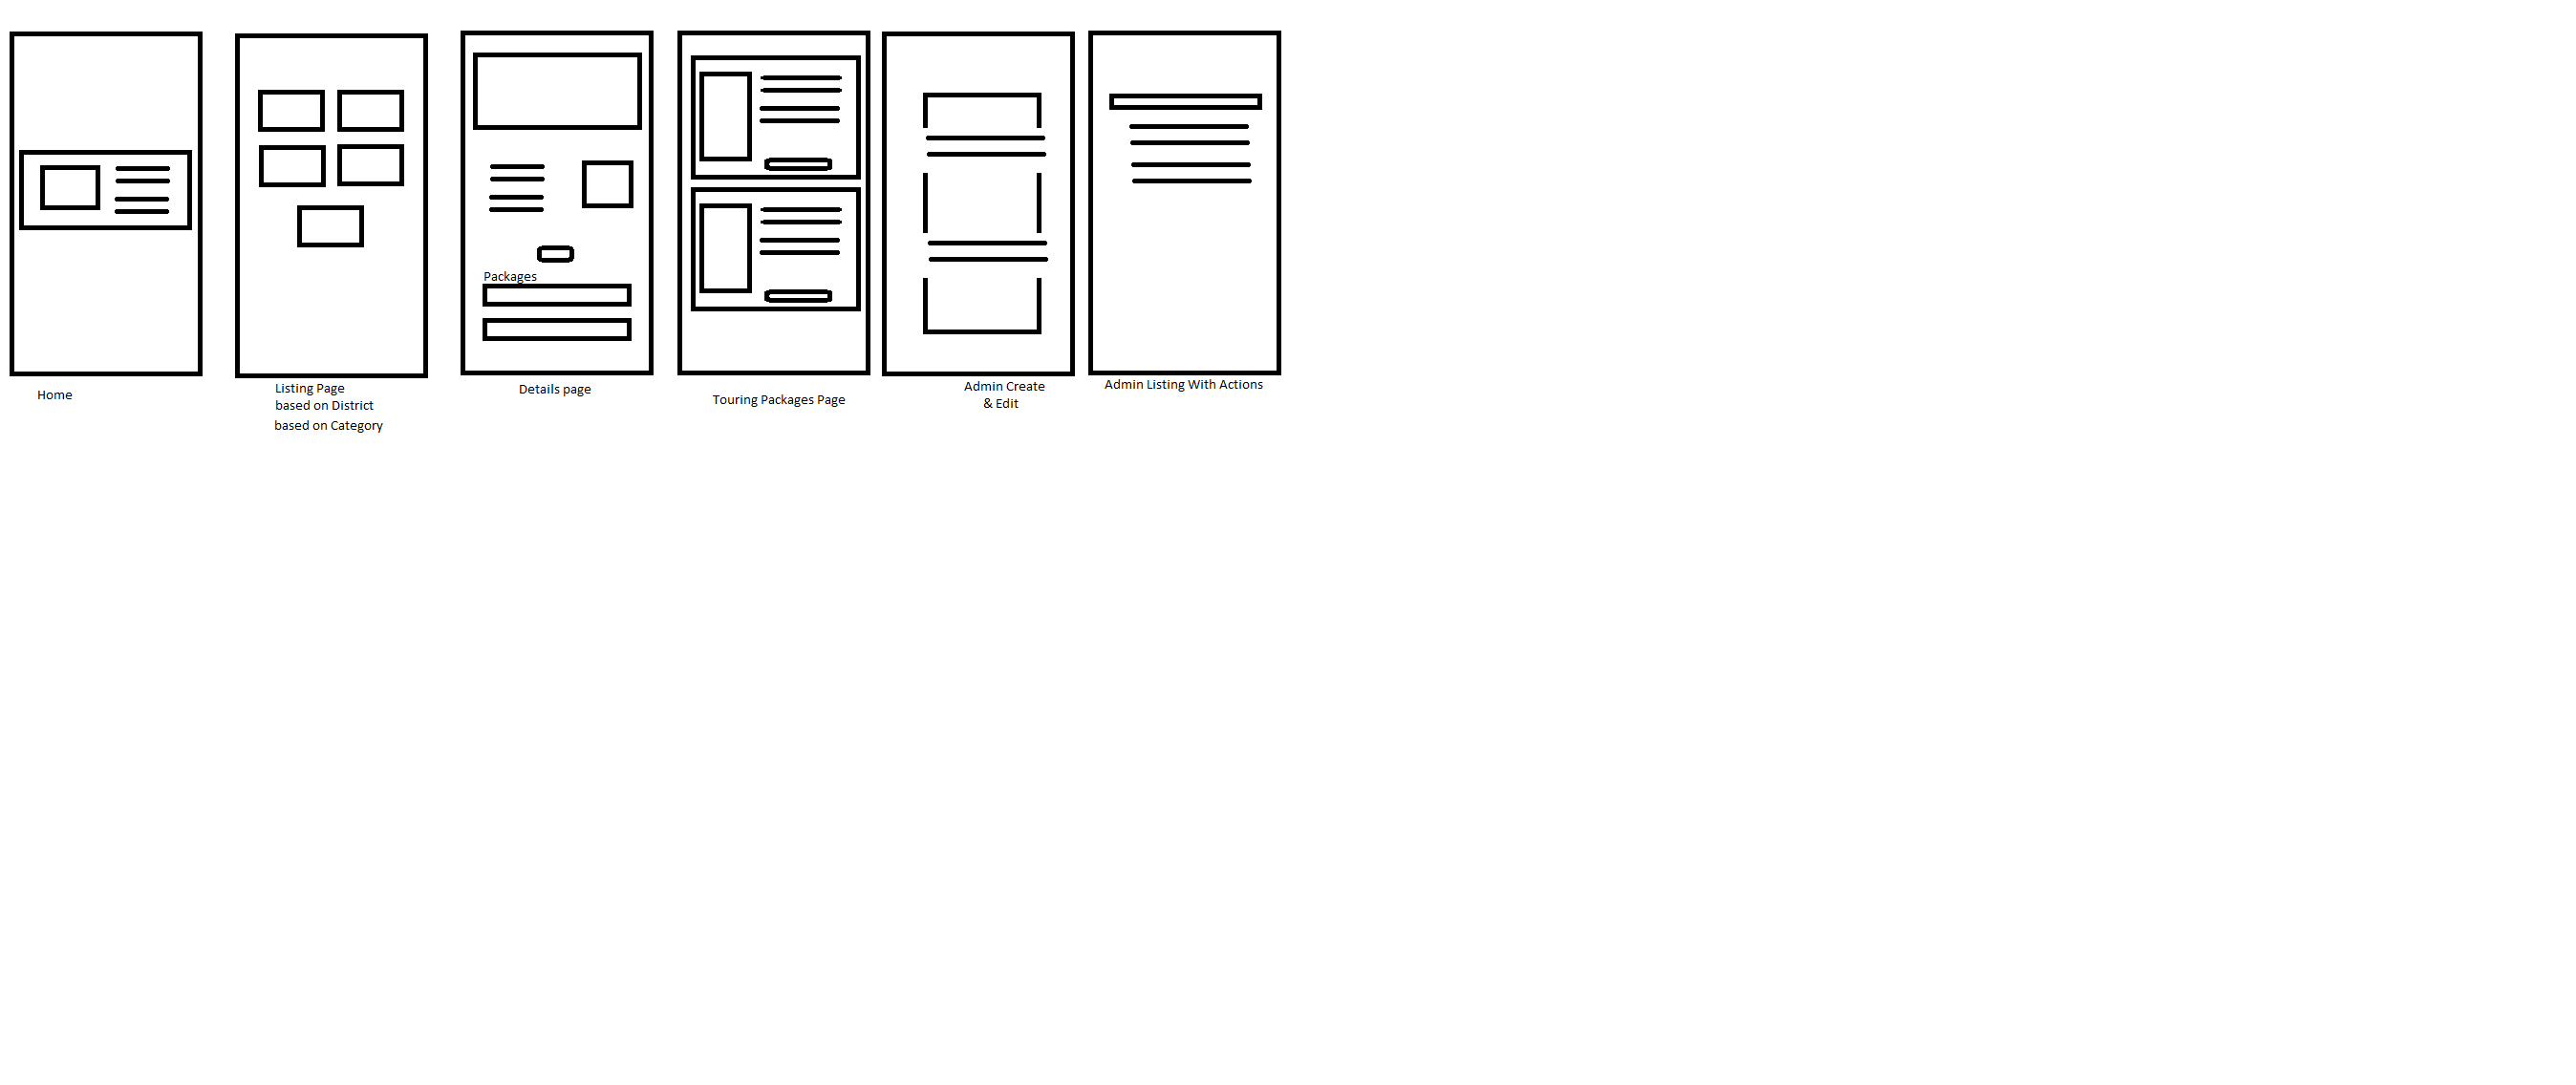 Packages
Home
Listing Page
based on District
based on Category
Details page
Touring Packages Page
Admin Create
& Edit
Admin Listing With Actions